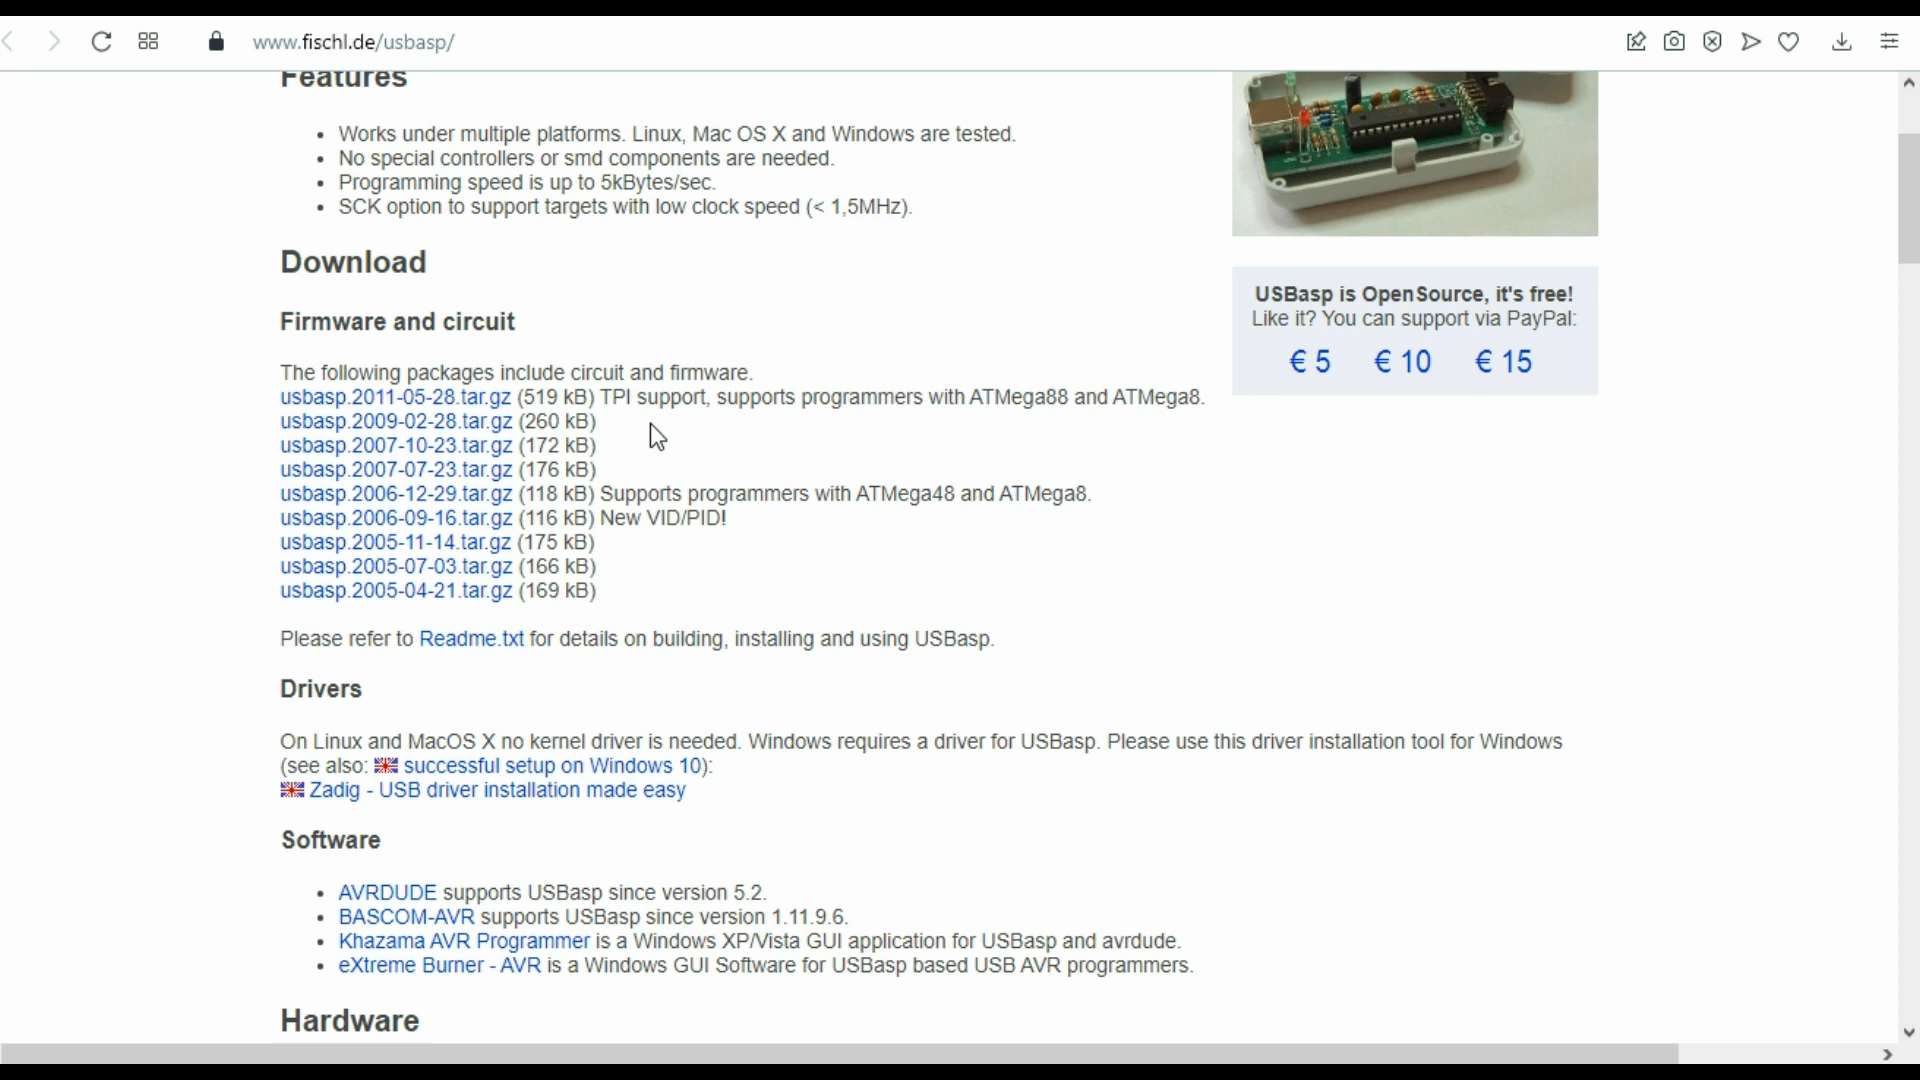 www.fischl.de/usbasp/
Features
• Works under multiple platforms. Linux, Mac OS X and Windows are tested.
• No special controllers or smd components are needed.
• Programming speed is up to 5kBytes/sec.
• SCK option to support targets with low clock speed (< 1,5MHz).
Download
Firmware and circuit
USBasp is OpenSource, it's free!
Like it? You can support via PayPal:
€ 5 € 10 € 15
The following packages include circuit and firmware.
usbasp.2011-05-28.tar.gz (519 kB) TPI support, supports programmers with ATMega88 and ATMega8.
usbasp.2009-02-28.tar.gz (260 kB)
usbasp.2007-10-23.tar.gz (172 kB)
usbasp.2007-07-23.tar.gz (176 kB)
usbasp.2006-12-29.tar.gz (118 kB) Supports programmers with ATMega48 and ATMega8.
usbasp.2006-09-16.tar.gz (116 kB) New VID/PID!
usbasp.2005-11-14.tar.gz (175 kB)
usbasp.2005-07-03.tar.gz (166 kB)
usbasp.2005-04-21.tar.gz (169 kB)
Please refer to Readme.txt for details on building, installing and using USBasp.
Drivers
On Linux and MacOS X no kernel driver is needed. Windows requires a driver for USBasp. Please use this driver installation tool for Windows
(see also: successful setup on Windows 10):
Zadig - USB driver installation made easy
Software
• AVRDUDE supports USBasp since version 5.2.
• BASCOM-AVR supports USBasp since version 1.11.9.6.
• Khazama AVR Programmer is a Windows XP/Vista GUI application for USBasp and avrdude.
• eXtreme Burner - AVR is a Windows GUI Software for USBasp based USB AVR programmers.
Hardware